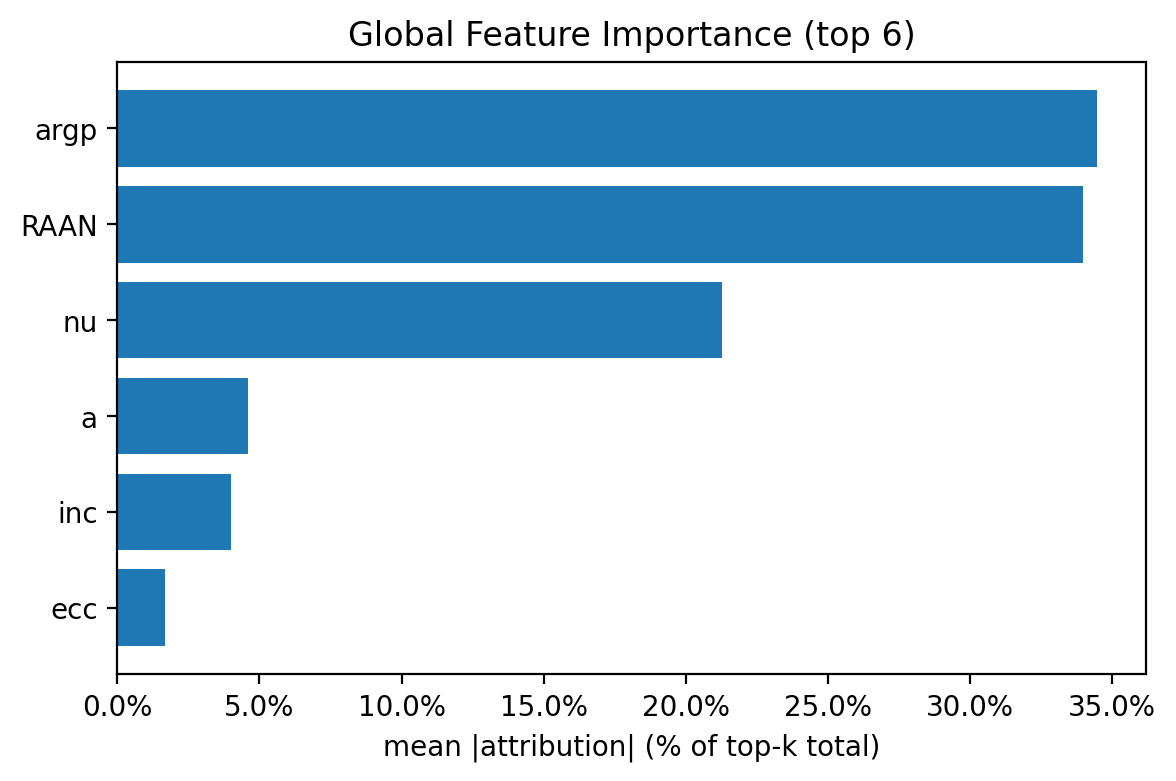 Global Feature Importance (top 6)
argp
RAAN
nu
a
inc
ecc
0.0% 5.0% 10.0% 15.0% 20.0% 25.0% 30.0% 35.0%
mean |attribution| (% of top-k total)